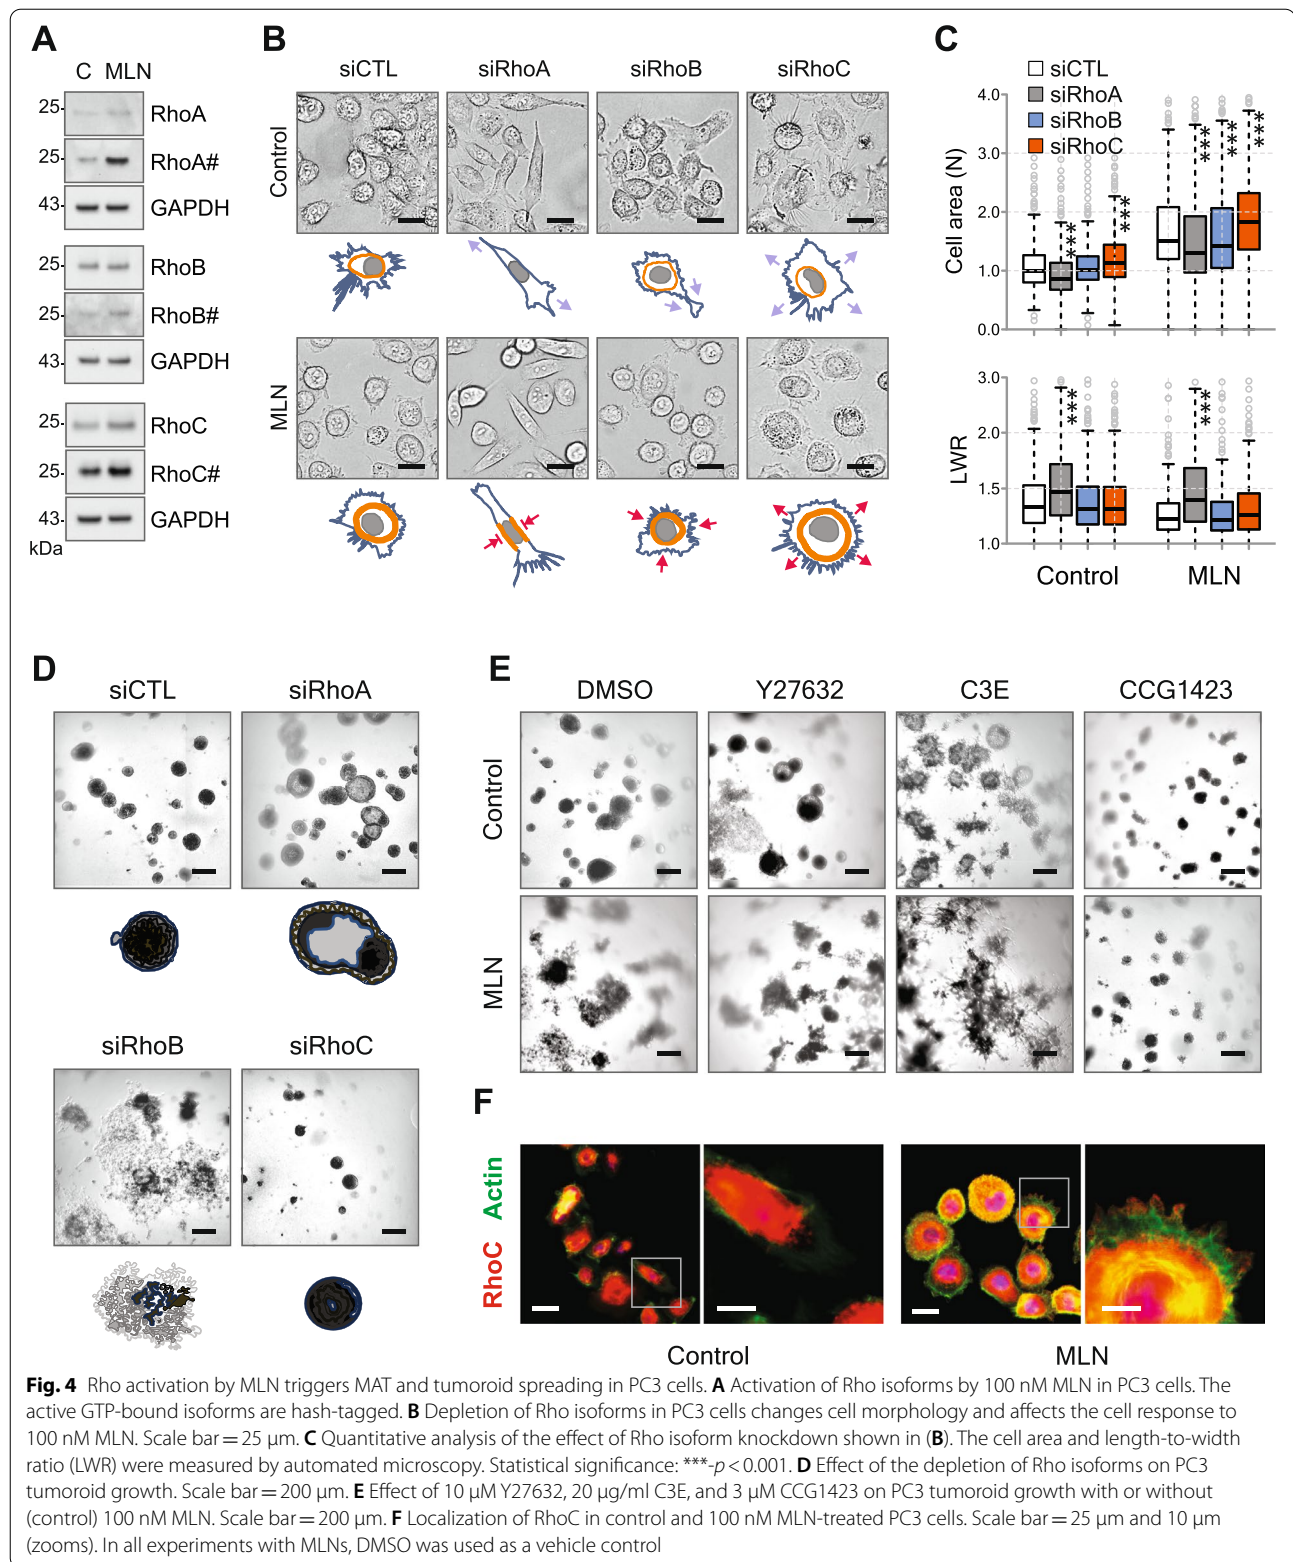 A
C MLN
25- RhoA
25- RhoA#
43- GAPDH
25- RhoB
25- RhoB#
43- GAPDH
25- RhoC
25- RhoC#
43- GAPDH
kDa
B
siCTL siRhoA siRhoB siRhoC
Control
MLN
C
siCTL
siRhoA
siRhoB
siRhoC
Cell area (N)
4.0
3.0
2.0
1.0
0.0
*** *** *** *** ***
LWR
3.0
2.0
1.5
1.0
*** ***
Control MLN
D
siCTL siRhoA
siRhoB siRhoC
E
DMSO Y27632 C3E CCG1423
Control
MLN
F
RhoC Actin
Control MLN
Fig. 4 Rho activation by MLN triggers MAT and tumoroid spreading in PC3 cells. A Activation of Rho isoforms by 100 nM MLN in PC3 cells. The
active GTP-bound isoforms are hash-tagged. B Depletion of Rho isoforms in PC3 cells changes cell morphology and affects the cell response to
100 nM MLN. Scale bar = 25 μm. C Quantitative analysis of the effect of Rho isoform knockdown shown in (B). The cell area and length-to-width
ratio (LWR) were measured by automated microscopy. Statistical significance: ***-p < 0.001. D Effect of the depletion of Rho isoforms on PC3
tumoroid growth. Scale bar = 200 μm. E Effect of 10 μM Y27632, 20 μg/ml C3E, and 3 μM CCG1423 on PC3 tumoroid growth with or without
(control) 100 nM MLN. Scale bar = 200 μm. F Localization of RhoC in control and 100 nM MLN-treated PC3 cells. Scale bar = 25 μm and 10 μm
(zooms). In all experiments with MLNs, DMSO was used as a vehicle control